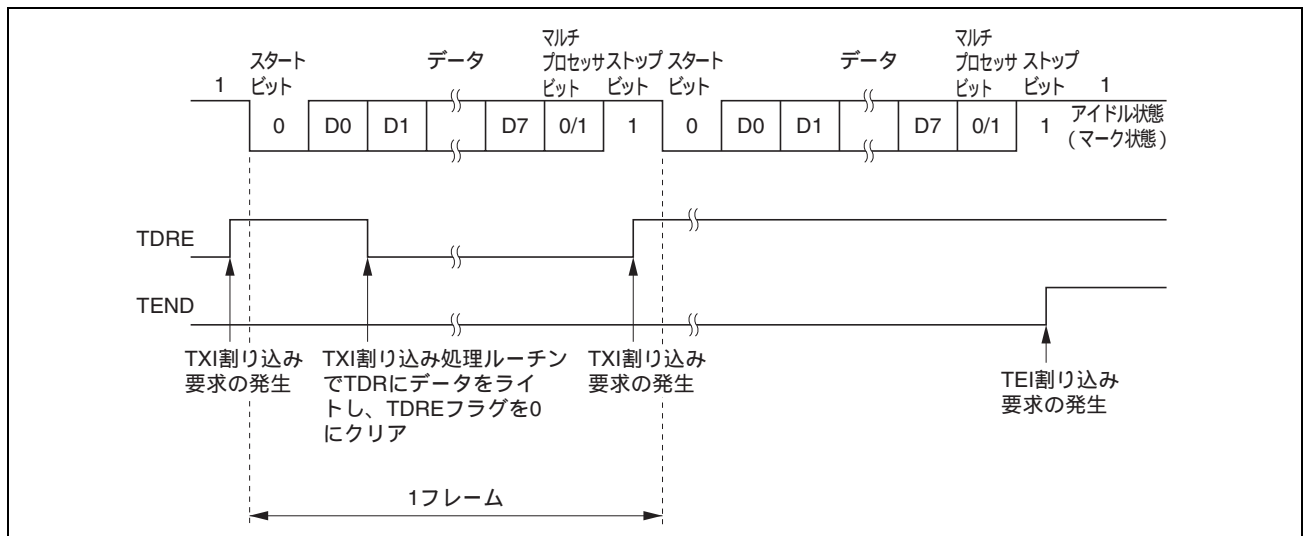 1
スタート
ビット
データ
マルチ
プロセッサ
ビット
ストップ
ビット
スタート
ビット
データ
マルチ
プロセッサ
ビット
ストップ
ビット
1
0 D0 D1 D7 0/1 1 0 D0 D1 D7 0/1 1
アイドル状態
(マーク状態)
TDRE
TEND
TXI割り込み
要求の発生
TXI割り込み処理ルーチン
でTDRにデータをライ
トし、TDREフラグを0
にクリア
TXI割り込み
要求の発生
TEI割り込み
要求の発生
1フレーム